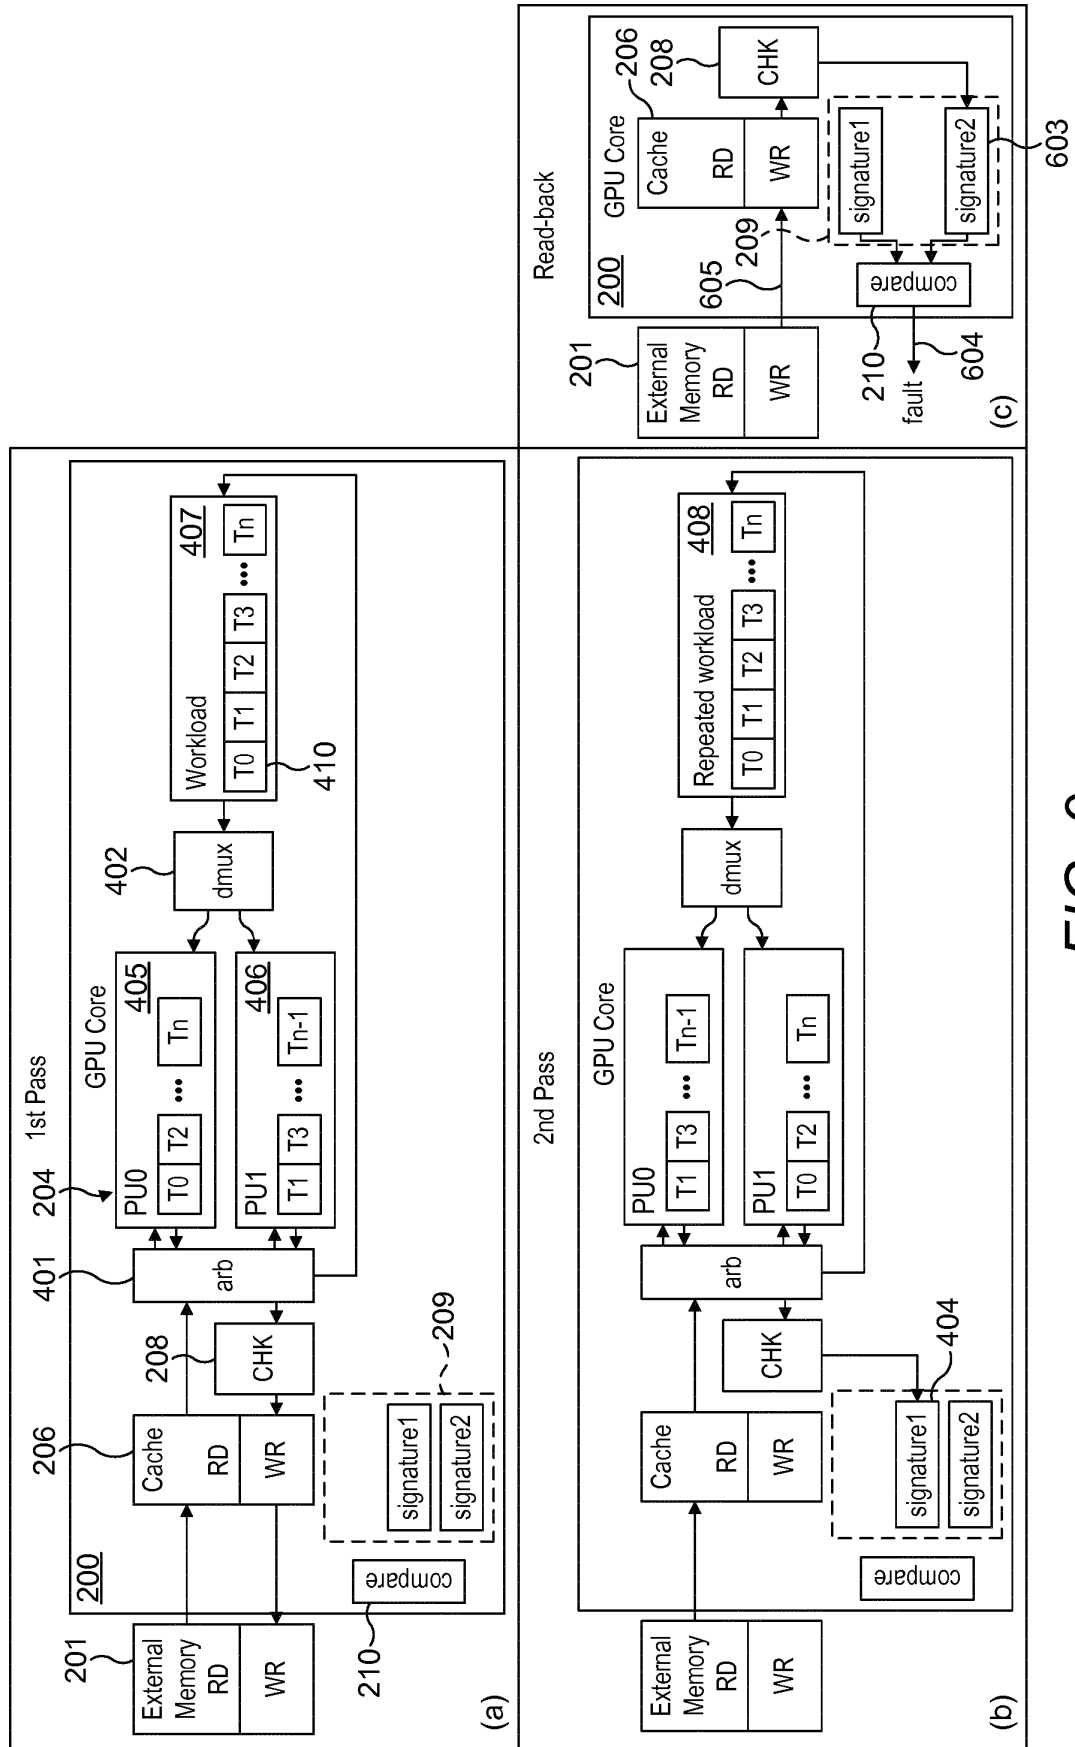 1st Pass
201
200
206
208
401
204
GPU Core
402
External
Memory
RD
WR
Cache
RD
WR
CHK
arb
PU0
405
T0 T2 ••• Tn
PU1
406
T1 T3 ••• Tn-1
dmux
Workload
407
T0 T1 T2 T3 ••• Tn
410
compare
210
signature1
signature2
209
(a)
2nd Pass
GPU Core
External
Memory
RD
WR
Cache
RD
WR
CHK
arb
PU0
T1 T3 ••• Tn-1
PU1
T0 T2 ••• Tn
dmux
Repeated workload
408
T0 T1 T2 T3 ••• Tn
compare
signature1
signature2
404
(b)
Read-back
200
GPU Core
201
External
Memory
RD
WR
605
Cache
RD
WR
206
208
CHK
209
compare
210
signature1
signature2
603
fault
604
(c)
FIG.